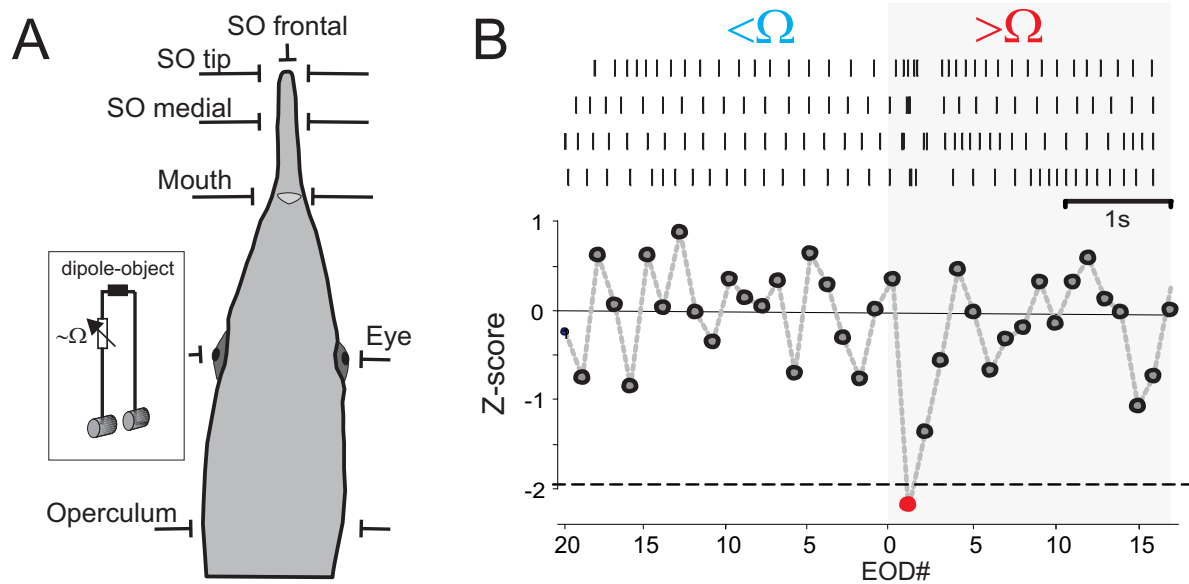 A
SO frontal
SO tip
SO medial
Mouth
dipole-object
~Ω
Eye
Operculum
B
<Ω
>Ω
1s
1
0
-1
-2
Z-score
20 15 10 5 0 5 10 15
EOD#